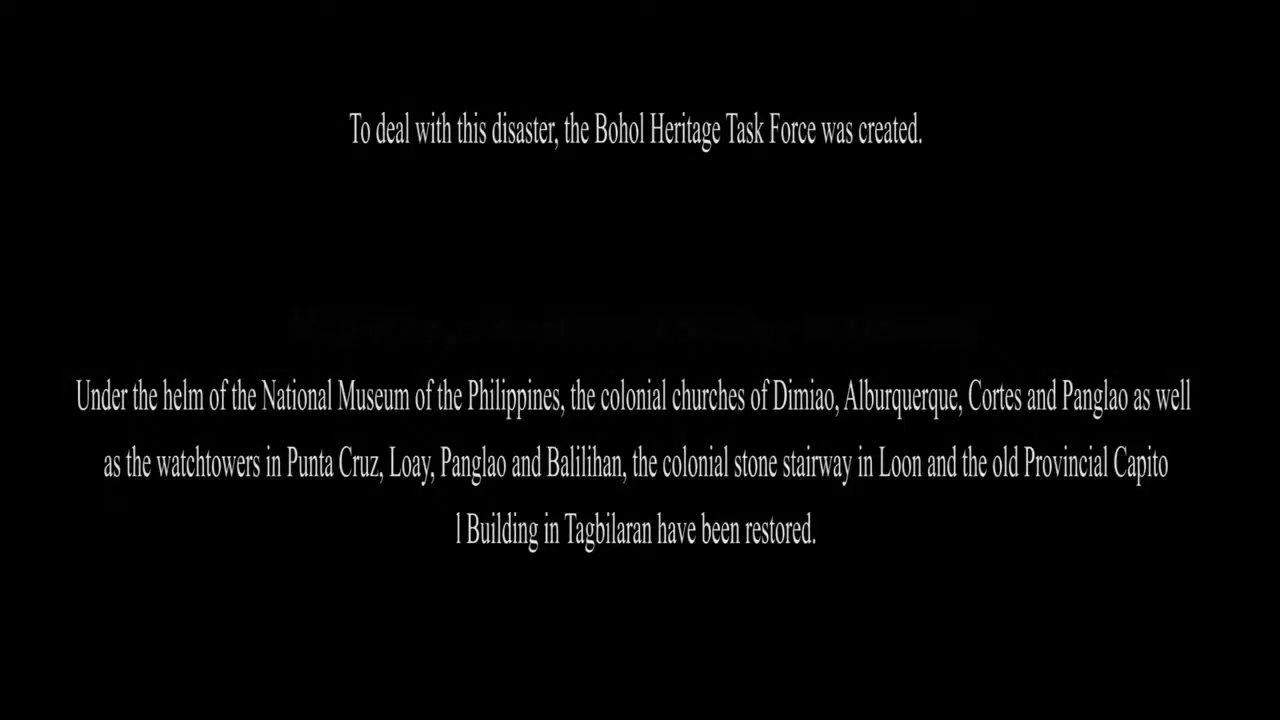 To deal with this disaster, the Bohol Heritage Task Force was created.
Under the helm of the National Museum of the Philippines, the colonial churches of Dimiao, Alburquerque, Cortes and Panglao as well
as the watchtowers in Punta Cruz, Loay, Panglao and Balilihan, the colonial stone stairway in Loon and the old Provincial Capito
l Building in Tagbilaran have been restored.